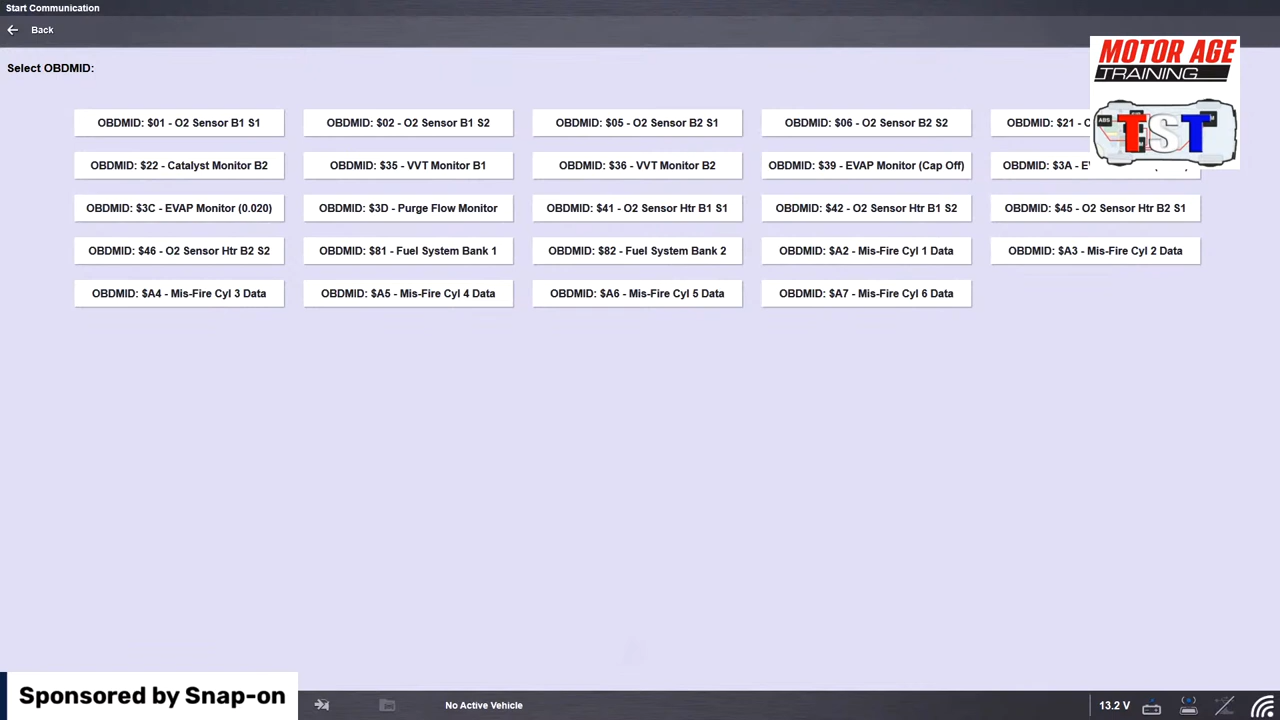 Start Communication
Back
Select OBDMID:
MOTOR AGE
TRAINING
TST
ABS
OBDMID: $01 - O2 Sensor B1 S1
OBDMID: $02 - O2 Sensor B1 S2
OBDMID: $05 - O2 Sensor B2 S1
OBDMID: $06 - O2 Sensor B2 S2
OBDMID: $21 -
OBDMID: $22 - Catalyst Monitor B2
OBDMID: $35 - VVT Monitor B1
OBDMID: $36 - VVT Monitor B2
OBDMID: $39 - EVAP Monitor (Cap Off)
OBDMID: $3A -
OBDMID: $3C - EVAP Monitor (0.020)
OBDMID: $3D - Purge Flow Monitor
OBDMID: $41 - O2 Sensor Htr B1 S1
OBDMID: $42 - O2 Sensor Htr B1 S2
OBDMID: $45 - O2 Sensor Htr B2 S1
OBDMID: $46 - O2 Sensor Htr B2 S2
OBDMID: $81 - Fuel System Bank 1
OBDMID: $82 - Fuel System Bank 2
OBDMID: $A2 - Mis-Fire Cyl 1 Data
OBDMID: $A3 - Mis-Fire Cyl 2 Data
OBDMID: $A4 - Mis-Fire Cyl 3 Data
OBDMID: $A5 - Mis-Fire Cyl 4 Data
OBDMID: $A6 - Mis-Fire Cyl 5 Data
OBDMID: $A7 - Mis-Fire Cyl 6 Data
Sponsored by Snap-on
No Active Vehicle
13.2 V